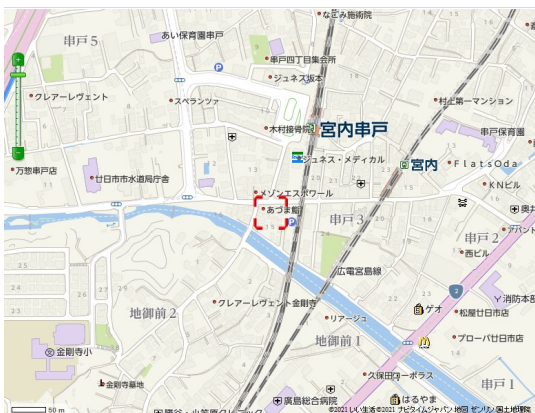 なごみ施術院
串戸5
あい保育園串戸
串戸四丁目集会所
ジュネス坂本
クレアーレヴェント
スペランツァ
村上第一マンション
木村接骨院
宮内串戸
串戸保育園
ジュネス・メディカル
宮内
FlatsOda
万惣串戸店
廿日市市水道局庁舎
KNビル
メゾンエスポワール
あづま鮨
串戸3
串戸2
西ビル
広電宮島線
消防本部
クレアーレヴェント金剛寺
地御前2
リアージュ
2
ゲオ
松屋廿日市店
金剛寺小
地御前1
プローバ廿日市店
久保田コーポラス
串戸1
金剛寺墓地
廣島総合病院
はるやま
50 m
©2021 いい生活 ©2021 ナビタイムジャパン 地図 ゼンリン 国土地理院